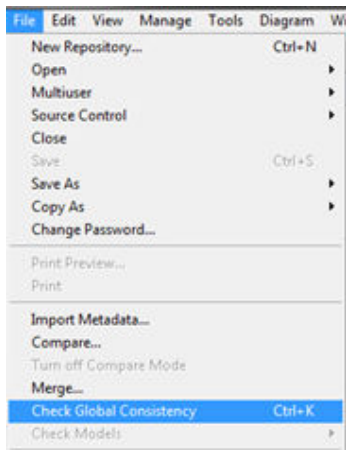 File Edit View Manage Tools Diagram
New Repository... Ctrl+N
Open
Multiuser
Source Control
Close
Save Ctrl+S
Save As
Copy As
Change Password...
Print Preview...
Print
Import Metadata...
Compare...
Turn off Compare Mode
Merge...
Check Global Consistency Ctrl+K
Check Models